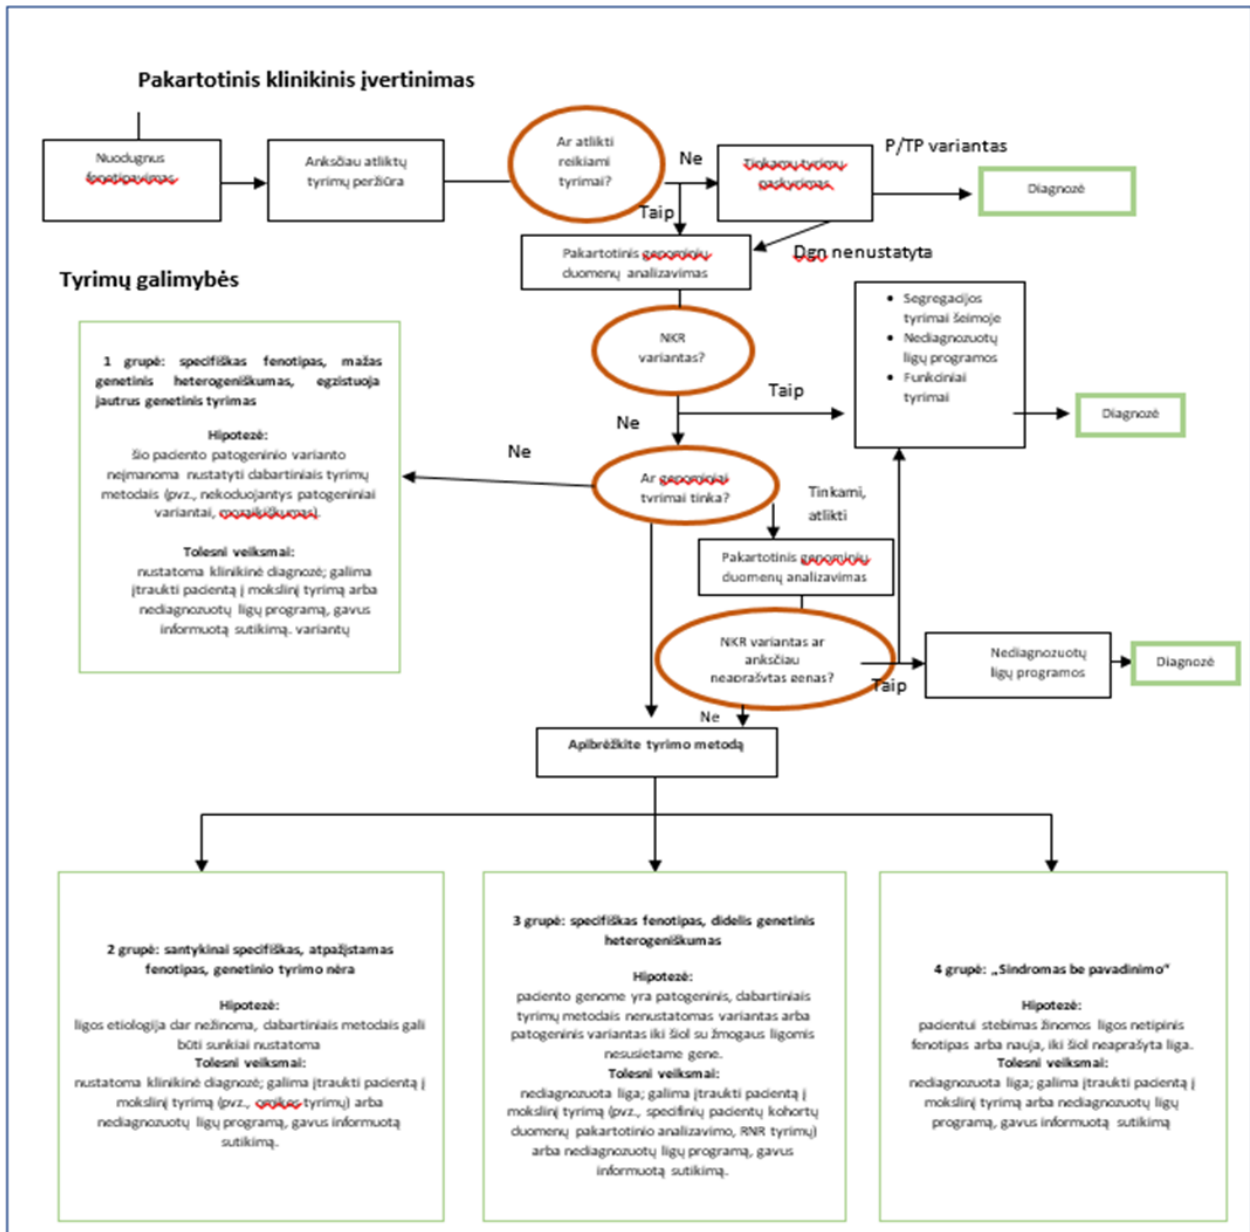 Pakartotinis klinikinis įvertinimas
Nuodugnus
fenotipavimas
Anksčiau atliktų
tyrimų peržiūra
Ar atlikti
reikiami
tyrimai?
Ne
Taip
Tinkamų tyrimų
paskyrimas
P/TP variantas
Diagnozė
Dgn nenustatyta
Pakartotinis genominių
duomenų analizavimas
Tyrimų galimybės
NKR
variantas?
Taip
Ne
• Segregacijos
tyrimai šeimoje
• Nediagnozuotų
ligų programos
• Funkciniai
tyrimai
Diagnozė
1 grupė: specifiškas fenotipas, mažas
genetinis heterogeniškumas, egzistuoja
jautrus genetinis tyrimas
Hipotezė:
šio paciento patogeninio varianto
neįmanoma nustatyti dabartiniais tyrimų
metodais (pvz., nekoduojantys patogeniniai
variantai, mozaikiškumas).
Tolesni veiksmai:
nustatoma klinikinė diagnozė; galima
įtraukti pacientą į mokslinį tyrimą arba
nediagnozuotų ligų programą, gavus
informuotą sutikimą. variantų
Ne
Ar genominiai
tyrimai tinka?
Tinkami,
atlikti
Pakartotinis genominių
duomenų analizavimas
NKR variantas ar
anksčiau
neaprašytas genas?
Taip
Nediagnozuotų
ligų programos
Diagnozė
Ne
Apibrėžkite tyrimo metodą
2 grupė: santykinai specifiškas, atpažįstamas
fenotipas, genetinio tyrimo nėra
Hipotezė:
ligos etiologija dar nežinoma, dabartiniais metodais gali
būti sunkiai nustatoma
Tolesni veiksmai:
nustatoma klinikinė diagnozė; galima įtraukti pacientą į
mokslinį tyrimą (pvz., omikos tyrimų) arba
nediagnozuotų ligų programą, gavus informuotą
sutikimą.
3 grupė: specifiškas fenotipas, didelis genetinis
heterogeniškumas
Hipotezė:
paciento genome yra patogeninis, dabartiniais
tyrimų metodais nenustatomas variantas arba
patogeninis variantas iki šiol su žmogaus ligomis
nesusietame gene.
Tolesni veiksmai:
nediagnozuota liga; galima įtraukti pacientą į
mokslinį tyrimą (pvz., specifinių pacientų kohortų
duomenų pakartotinio analizavimo, RNR tyrimų)
arba nediagnozuotų ligų programą, gavus
informuotą sutikimą.
4 grupė: „Sindromas be pavadinimo“
Hipotezė:
pacientui stebimas žinomos ligos netipinis
fenotipas arba nauja, iki šiol neaprašyta liga.
Tolesni veiksmai:
nediagnozuota liga; galima įtraukti pacientą į
mokslinį tyrimą arba nediagnozuotų ligų
programą, gavus informuotą sutikimą